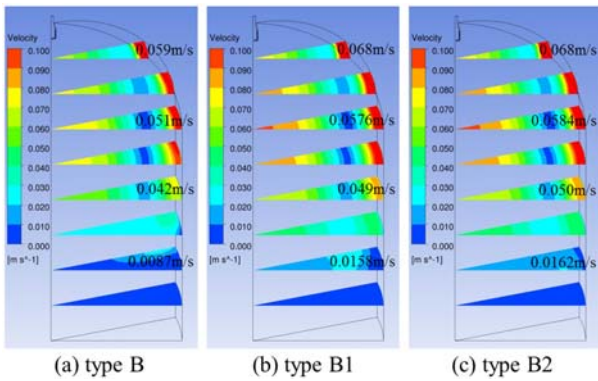 Velocity
0.100
0.090
0.080
0.070
0.060
0.050
0.040
0.030
0.020
0.010
0.000
[m s^-1]
0.059m/s
0.051m/s
0.042m/s
0.0087m/s
(a) type B
Velocity
0.100
0.090
0.080
0.070
0.060
0.050
0.040
0.030
0.020
0.010
0.000
[m s^-1]
0.068m/s
0.0576m/s
0.049m/s
0.0158m/s
(b) type B1
Velocity
0.100
0.090
0.080
0.070
0.060
0.050
0.040
0.030
0.020
0.010
0.000
[m s^-1]
0.068m/s
0.0584m/s
0.050m/s
0.0162m/s
(c) type B2